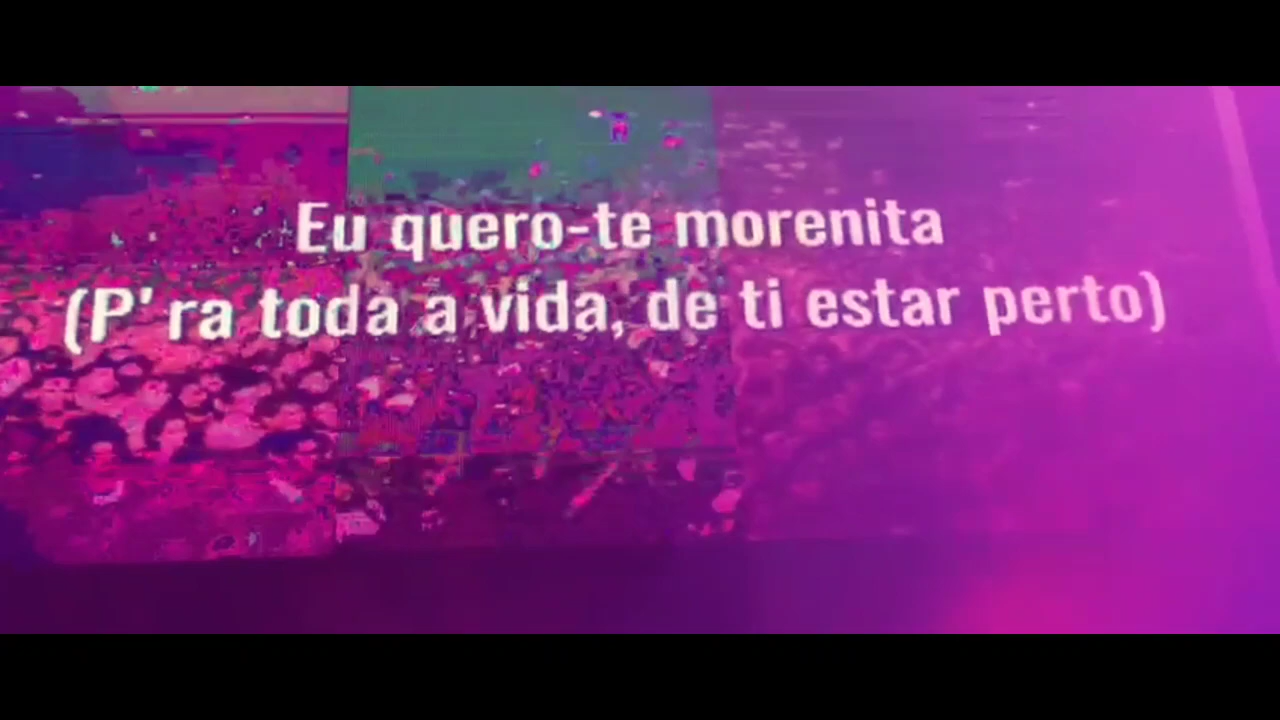 Eu quero-te morenita
(P' ra toda a vida, de ti estar perto)